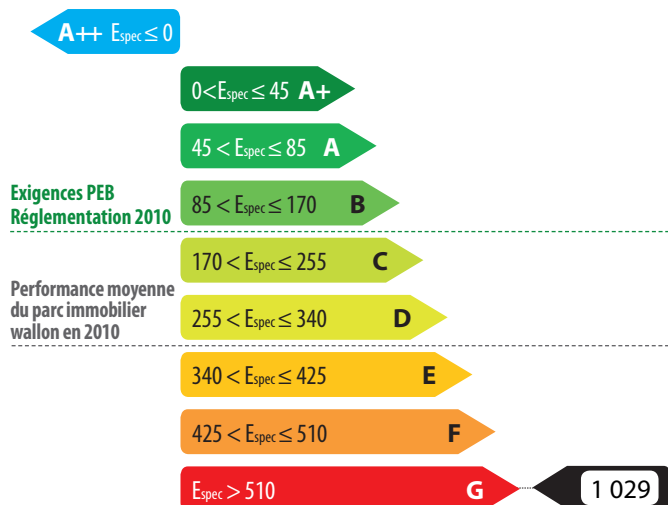 A++ Espec ≤ 0
0<Espec ≤ 45 A+
45 < Espec ≤ 85 A
Exigences PEB
Réglementation 2010
85 < Espec ≤ 170 B
170 < Espec ≤ 255 C
Performance moyenne
du parc immobilier
wallon en 2010
255 < Espec ≤ 340 D
340 < Espec ≤ 425 E
425 < Espec ≤ 510 F
Espec > 510 G
1 029